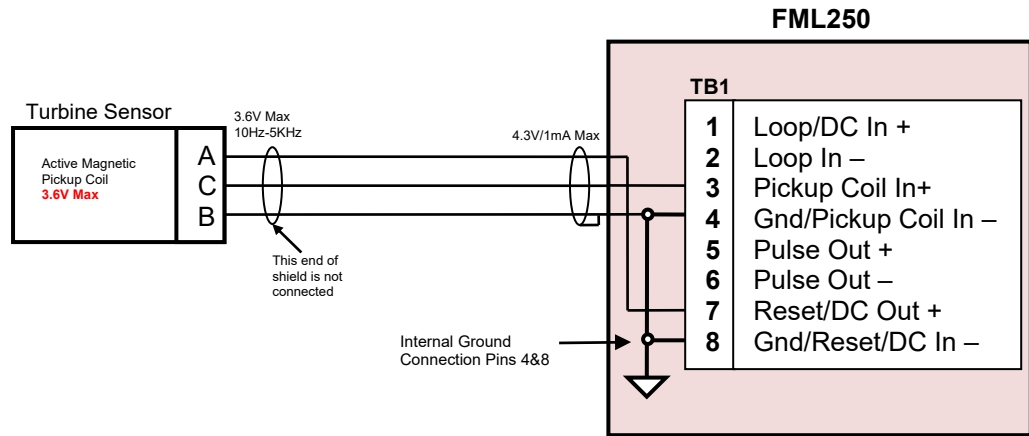 FML250
TB1
Turbine Sensor
Active Magnetic
Pickup Coil
3.6V Max
A
C
B
3.6V Max
10Hz-5KHz
4.3V/1mA Max
This end of
shield is not
connected
Internal Ground
Connection Pins 4&8
1 Loop/DC In +
2 Loop In –
3 Pickup Coil In+
4 Gnd/Pickup Coil In –
5 Pulse Out +
6 Pulse Out –
7 Reset/DC Out +
8 Gnd/Reset/DC In –